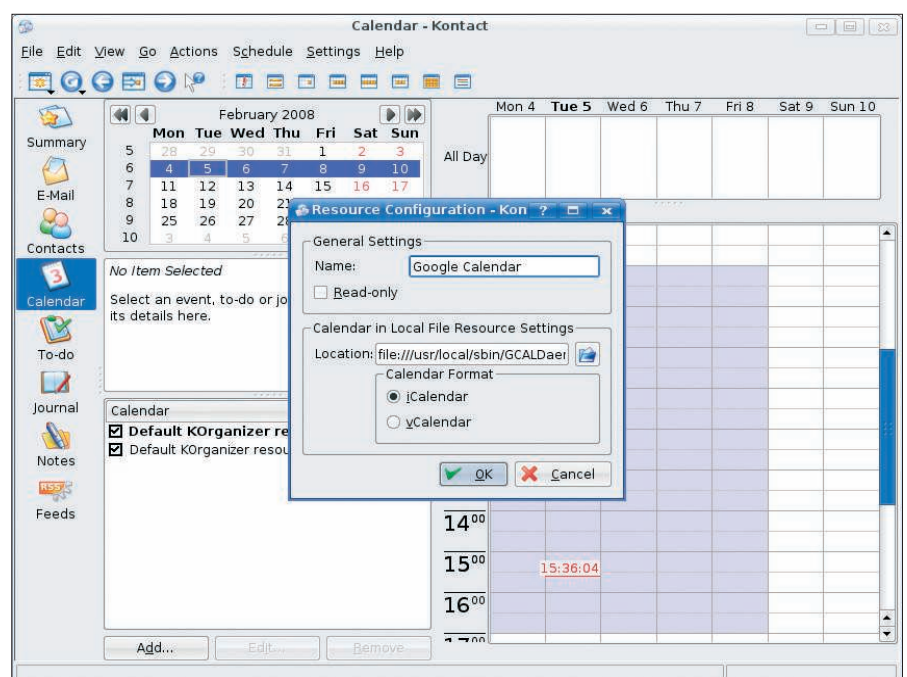 Calendar - Kontact
File Edit View Go Actions Schedule Settings Help
Summary
E-Mail
Contacts
Calendar
To-do
Journal
Notes
Feeds
February 2008
Mon Tue Wed Thu Fri Sat Sun
5 28 29 30 31 1 2 3
6 4 5 6 7 8 9 10
7 11 12 13 14 15 16 17
8 18 19 20 21
9 25 26 27
10 3 4 5
No Item Selected
Select an event, to-do or jo
its details here.
Calendar
Default KOrganizer re
Default KOrganizer resou
Add... Edit... Remove
Mon 4 Tue 5 Wed 6 Thu 7 Fri 8 Sat 9 Sun 10
All Day
Resource Configuration - Kon ?
General Settings
Name: Google Calendar
Read-only
Calendar in Local File Resource Settings
Location: file:///usr/local/sbin/GCALDaer
Calendar Format
iCalendar
vCalendar
OK Cancel
14 00
15 00
15:36:04
16 00